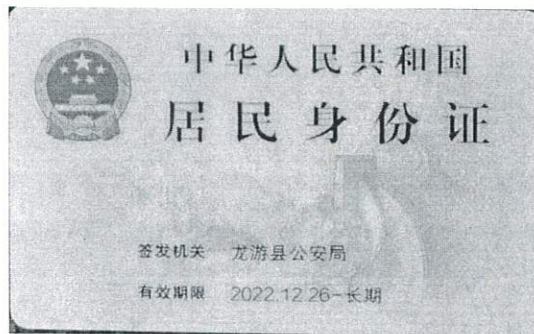 中华人民共和国
居民身份证
签发机关 龙游县公安局
有效期限 2022.12.26-长期